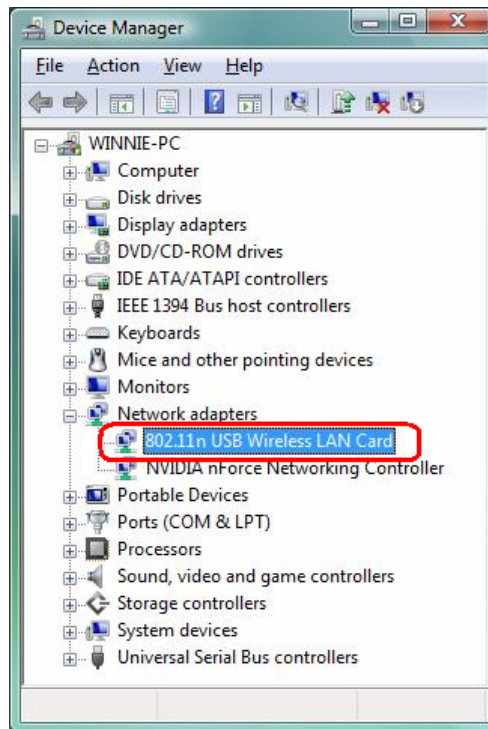 Device Manager
File Action View Help
WINNIE-PC
Computer
Disk drives
Display adapters
DVD/CD-ROM drives
IDE ATA/ATAPI controllers
IEEE 1394 Bus host controllers
Keyboards
Mice and other pointing devices
Monitors
Network adapters
802.11n USB Wireless LAN Card
NVIDIA nForce Networking Controller
Portable Devices
Ports (COM & LPT)
Processors
Sound, video and game controllers
Storage controllers
System devices
Universal Serial Bus controllers